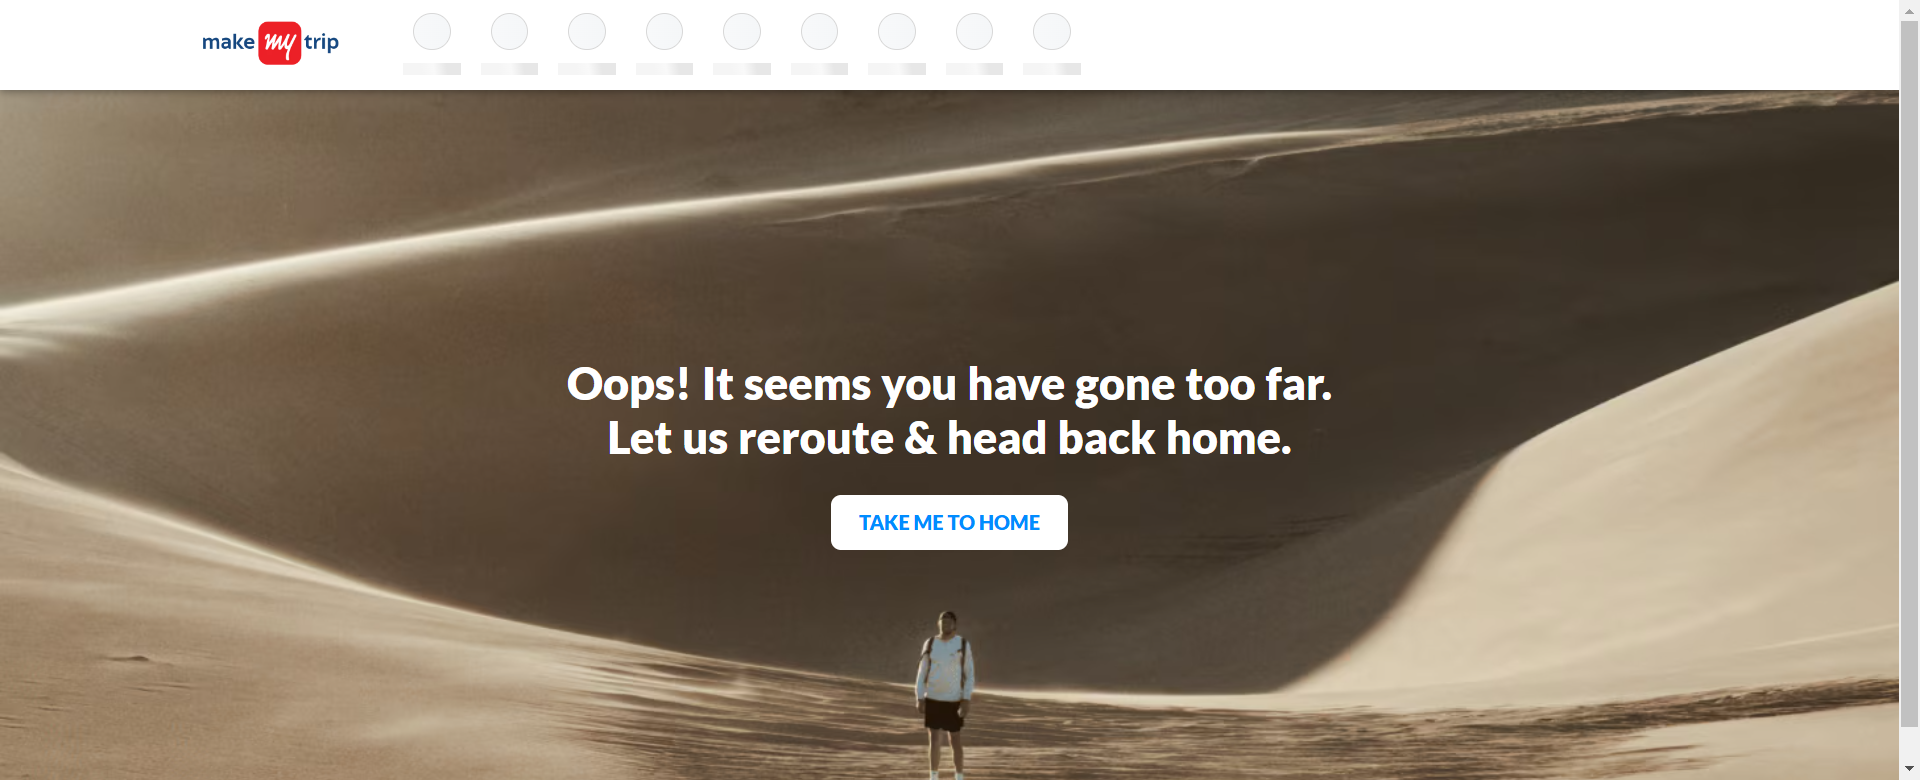 make my trip
Oops! It seems you have gone too far.
Let us reroute & head back home.
TAKE ME TO HOME